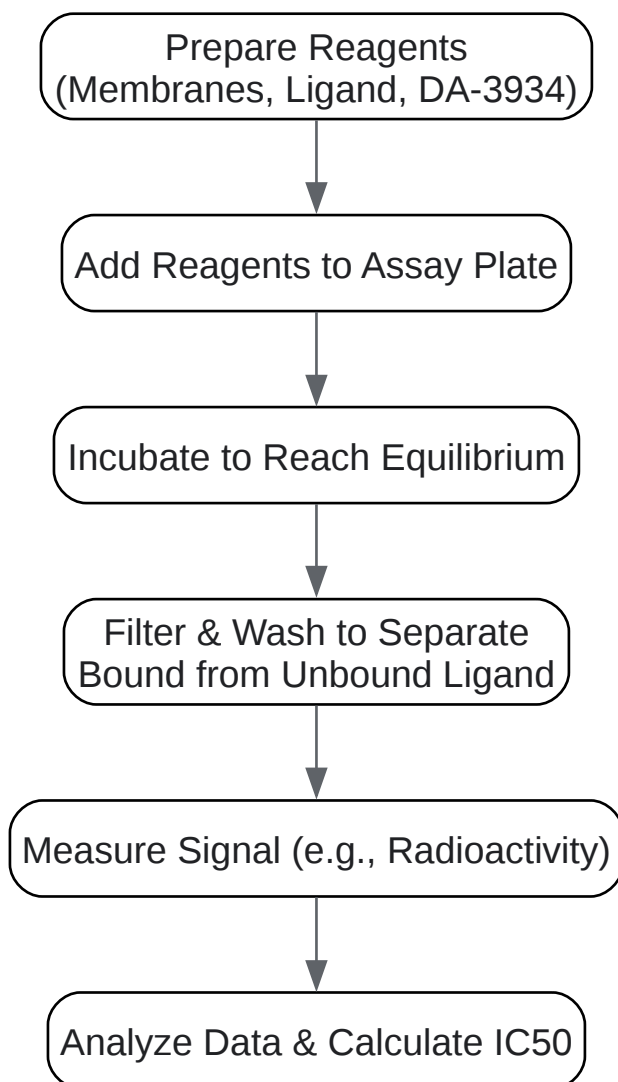 Prepare Reagents
(Membranes, Ligand, DA-3934)
Add Reagents to Assay Plate
Incubate to Reach Equilibrium
Filter & Wash to Separate
Bound from Unbound Ligand
Measure Signal (e.g., Radioactivity)
Analyze Data & Calculate IC50